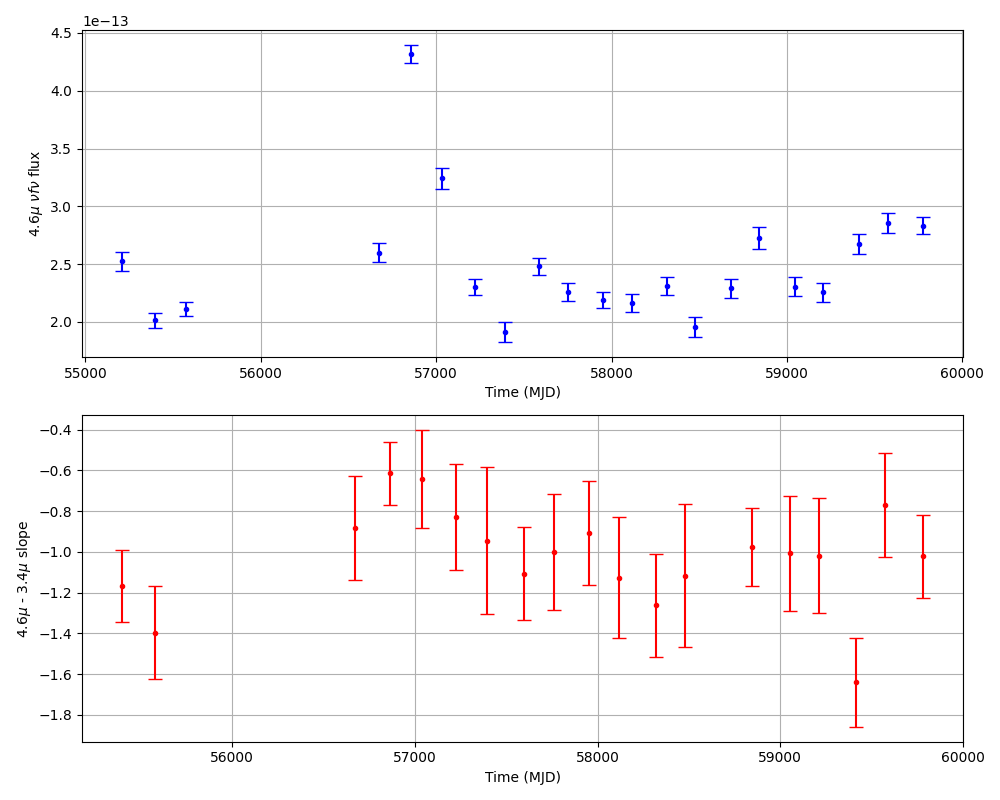 1e−13
4.5
4.0
3.5
3.0
2.5
2.0
4.6μ νfν flux
55000 56000 57000 58000 59000 60000
Time (MJD)
−0.4
−0.6
−0.8
−1.0
−1.2
−1.4
−1.6
−1.8
4.6μ - 3.4μ slope
56000 57000 58000 59000 60000
Time (MJD)